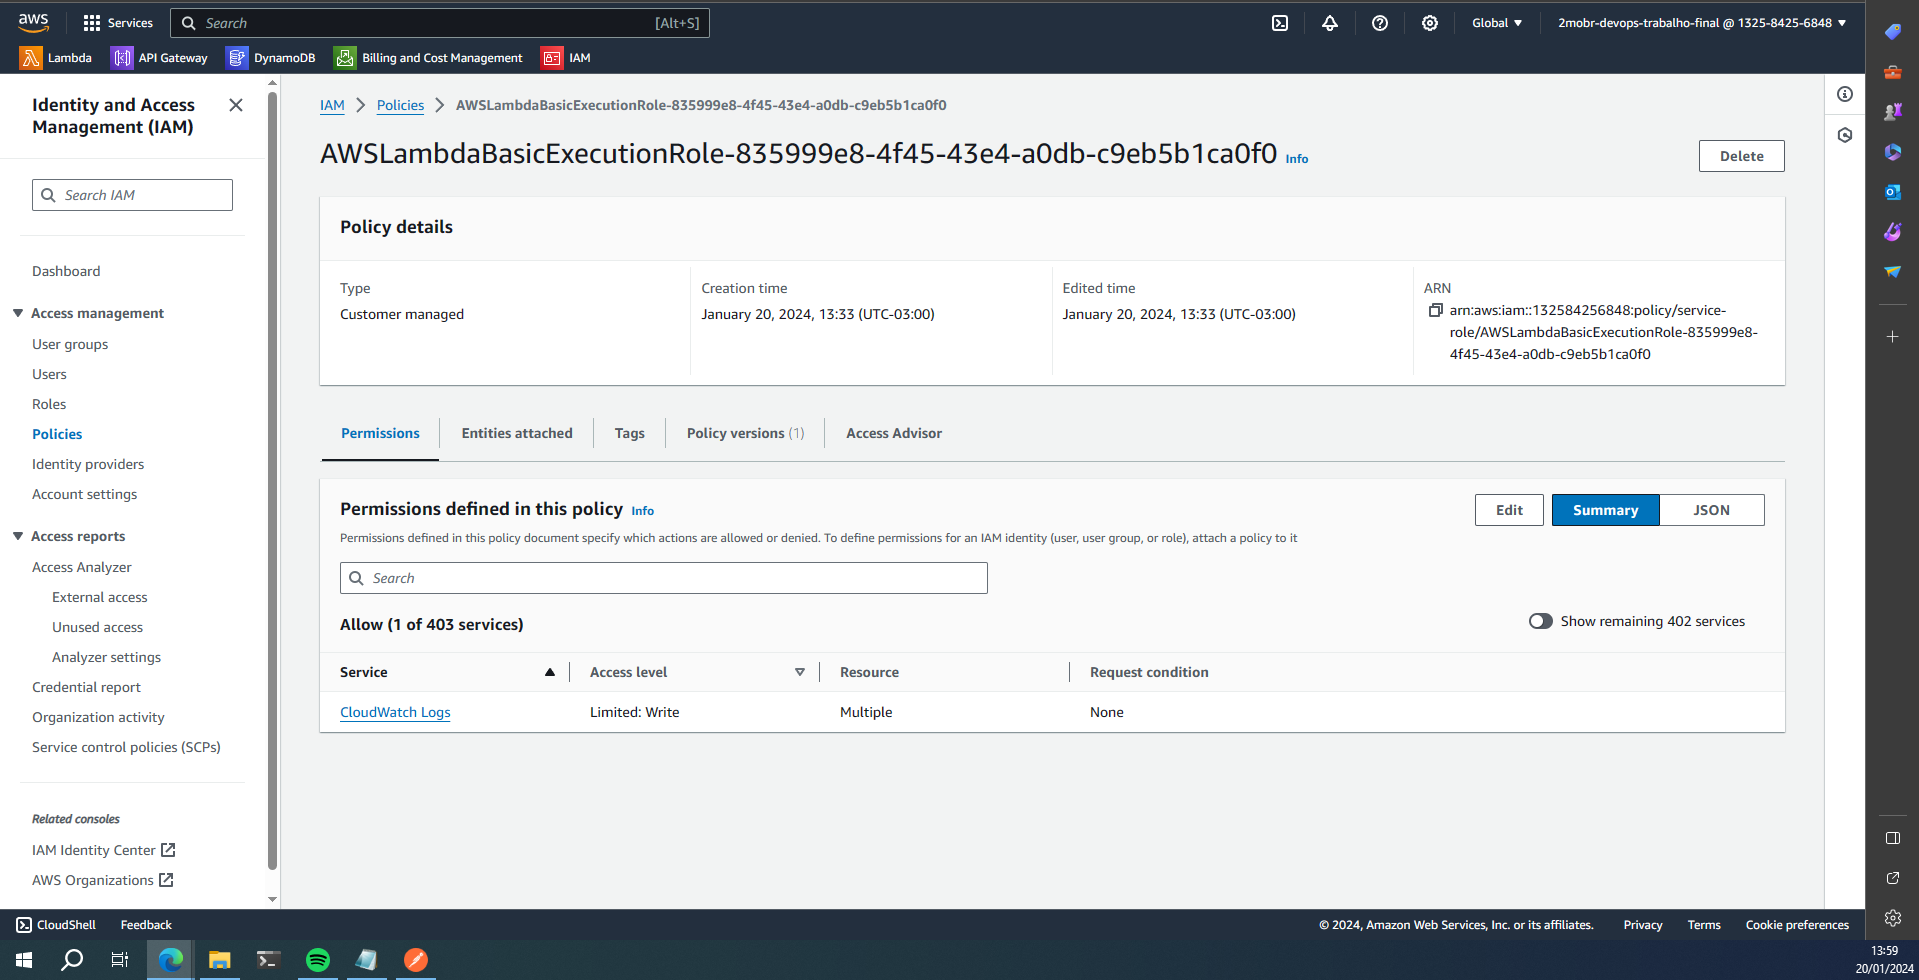 aws
Services
Search
[Alt+S]
Global
2mobr-devops-trabalho-final @ 1325-8425-6848
Lambda
API Gateway
DynamoDB
Billing and Cost Management
IAM
Identity and Access
Management (IAM)
Search IAM
Dashboard
Access management
User groups
Users
Roles
Policies
Identity providers
Account settings
Access reports
Access Analyzer
External access
Unused access
Analyzer settings
Credential report
Organization activity
Service control policies (SCPs)
Related consoles
IAM Identity Center
AWS Organizations
IAM
Policies
AWSLambdaBasicExecutionRole-835999e8-4f45-43e4-a0db-c9eb5b1ca0f0
AWSLambdaBasicExecutionRole-835999e8-4f45-43e4-a0db-c9eb5b1ca0f0 Info
Delete
Policy details
Type
Customer managed
Creation time
January 20, 2024, 13:33 (UTC-03:00)
Edited time
January 20, 2024, 13:33 (UTC-03:00)
ARN
arn:aws:iam::132584256848:policy/service-
role/AWSLambdaBasicExecutionRole-835999e8-
4f45-43e4-a0db-c9eb5b1ca0f0
Permissions
Entities attached
Tags
Policy versions (1)
Access Advisor
Permissions defined in this policy Info
Edit
Summary
JSON
Permissions defined in this policy document specify which actions are allowed or denied. To define permissions for an IAM identity (user, user group, or role), attach a policy to it
Search
Allow (1 of 403 services)
Show remaining 402 services
Service
Access level
Resource
Request condition
CloudWatch Logs
Limited: Write
Multiple
None
CloudShell
Feedback
© 2024, Amazon Web Services, Inc. or its affiliates.
Privacy
Terms
Cookie preferences
13:59
20/01/2024